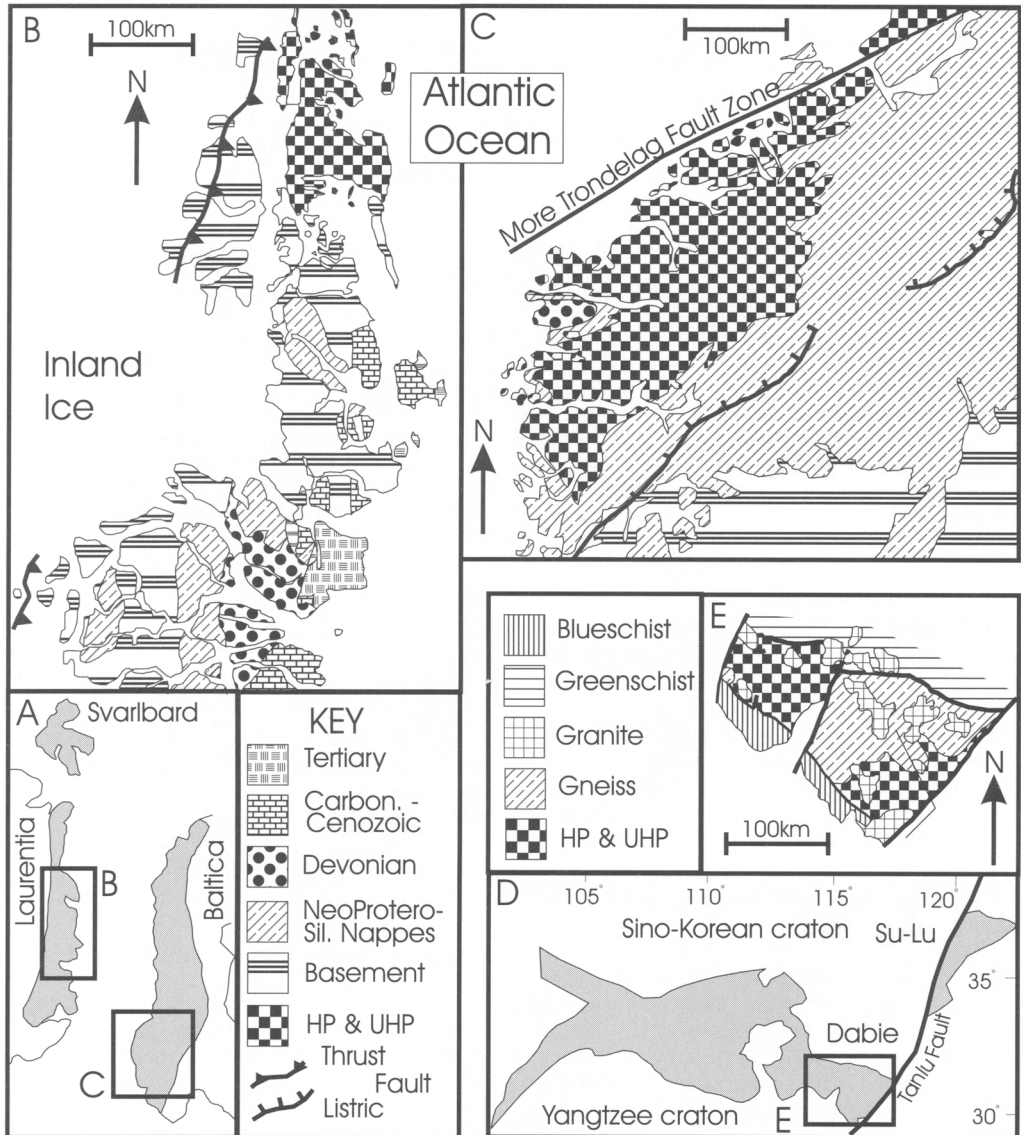 B
100km
N
Inland
Ice
Atlantic
Ocean
C
100km
More Trondelag Fault Zone
N
A
Svarlbard
Laurentia
B
Baltica
C
KEY
Tertiary
Carbon. -
Cenozoic
Devonian
NeoProtero-
Sil. Nappes
Basement
HP & UHP
Thrust
Fault
Listric
Blueschist
Greenschist
Granite
Gneiss
HP & UHP
E
100km
N
D
105°
110°
115°
120°
Sino-Korean craton
Su-Lu
35°
Dabie
Tanlu Fault
Yangtzee craton
E
30°